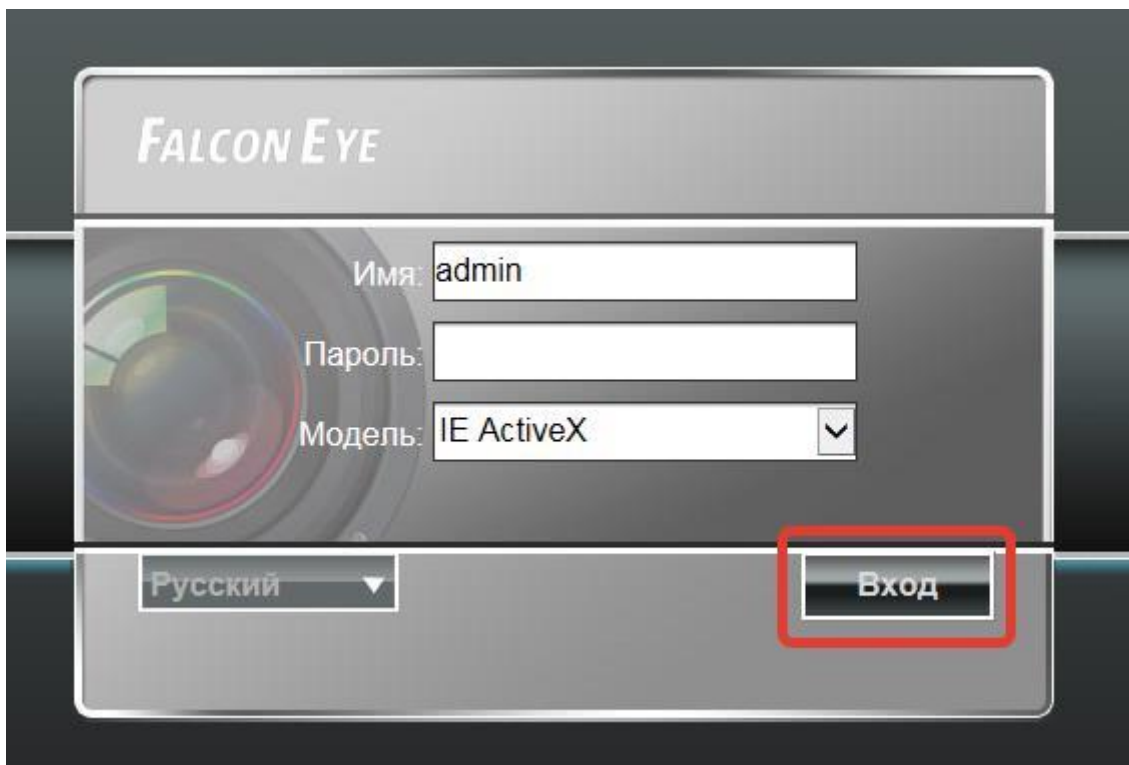 FALCON EYE
Имя: admin
Пароль:
Модель: IE ActiveX
Русский
Вход